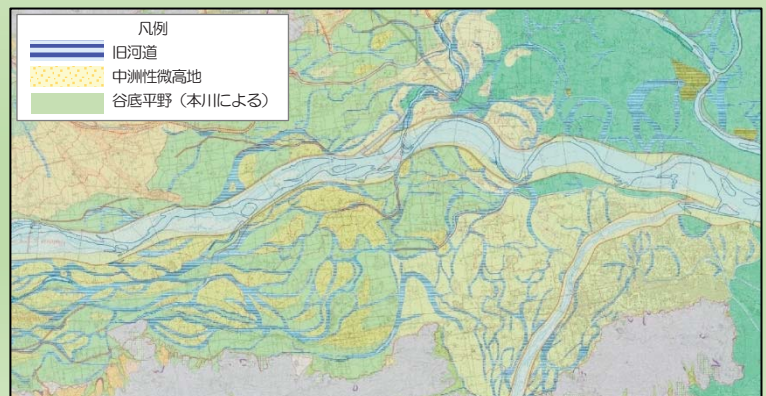 凡例
旧河道
中洲性微高地
谷底平野（本川による）